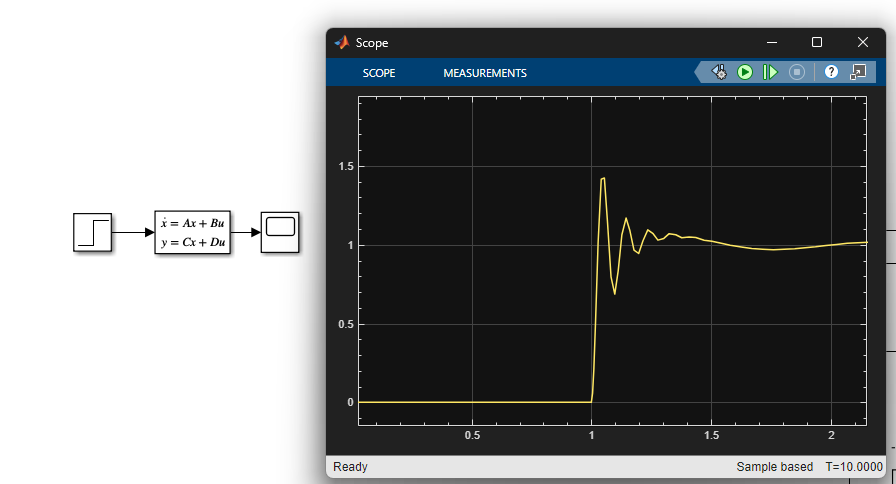 Scope
SCOPE MEASUREMENTS
ẋ = Ax + Bu
y = Cx + Du
1.5
1
0.5
0
0.5 1 1.5 2
Ready Sample based T=10.0000